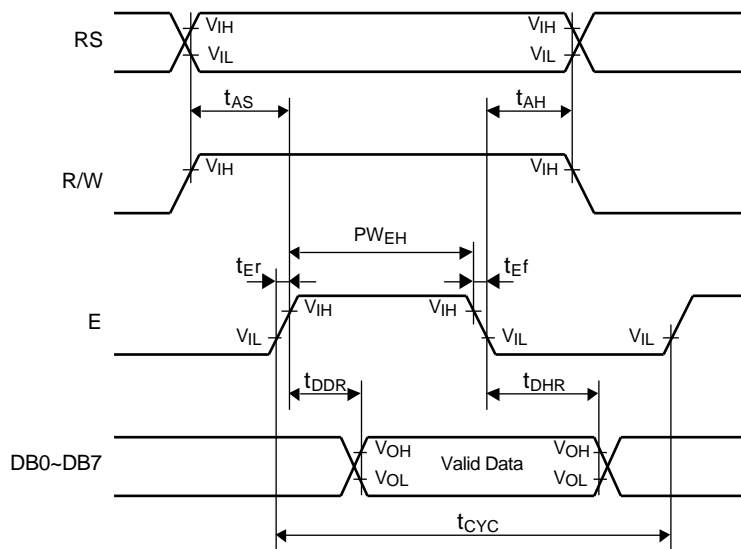 RS
VIH
VIL
VIH
VIL
tAS
tAH
R/W
VIH
VIH
PWEH
tEr
tEf
E
VIL
VIH
VIH
VIL
VIL
tDDR
tDHR
DB0~DB7
VOH
VOL
Valid Data
VOH
VOL
tCYC